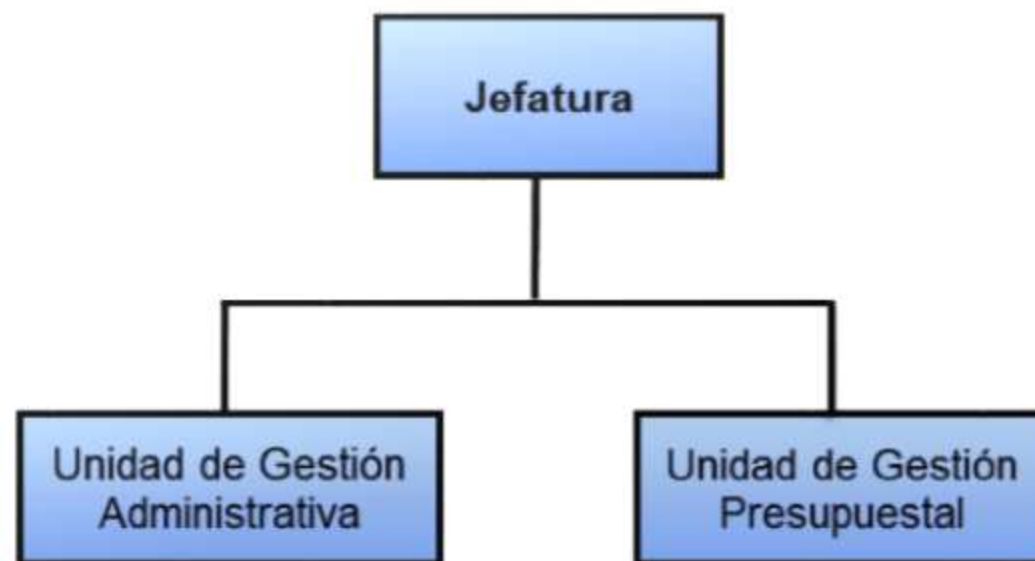 Jefatura
Unidad de Gestión
Administrativa
Unidad de Gestión
Presupuestal